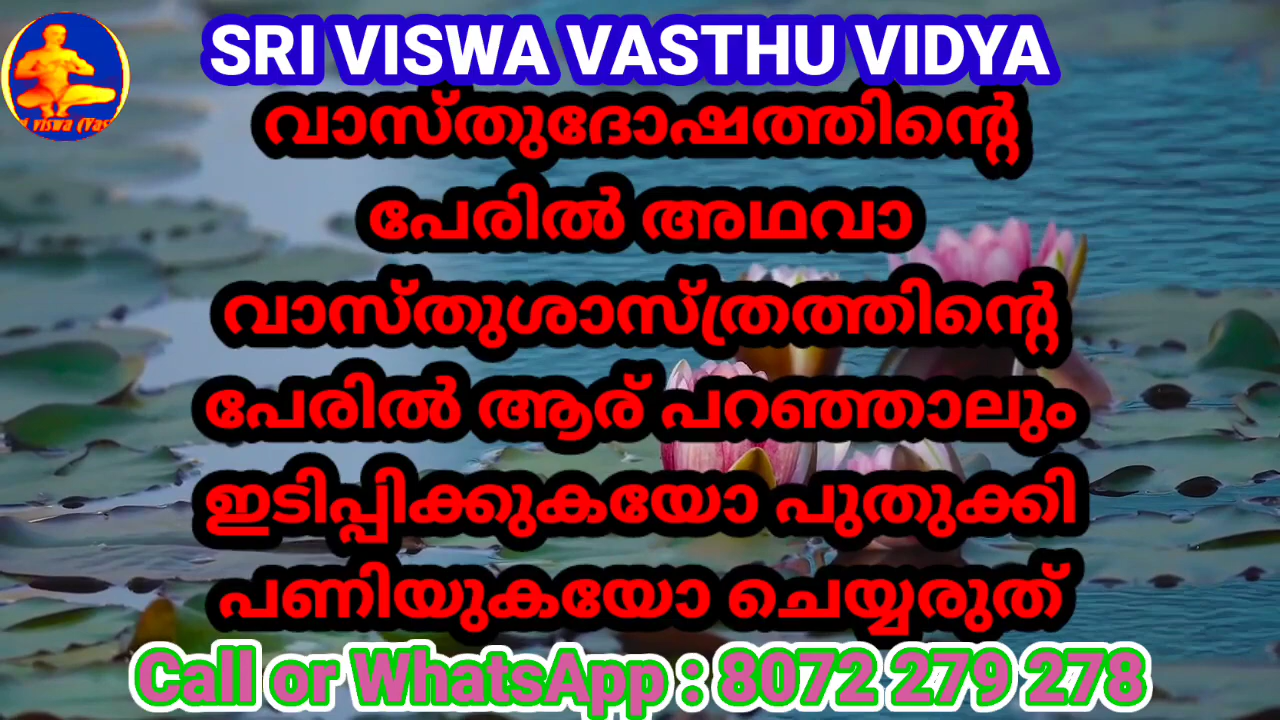 SRI VISWA VASTHU VIDYA
വാസ്തുദോഷത്തിന്റെ
പേരിൽ അഥവാ
വാസ്തുശാസ്ത്രത്തിന്റെ
പേരിൽ ആര് പറഞ്ഞാലും
ഇടിപ്പിക്കുകയോ പുതുക്കി
പണിയുകയോ ചെയ്യരുത്
Call or WhatsApp : 8072 279 278